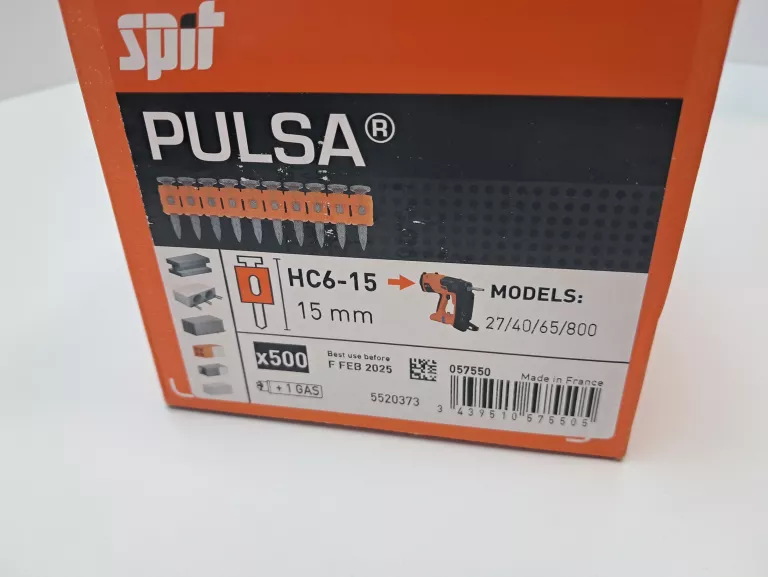 spit
PULSA®
HC6-15
15 mm
MODELS:
27/40/65/800
x500
Best use before
F FEB 2025
+ 1 GAS
5520373
057550
Made in France
3 439510 575505